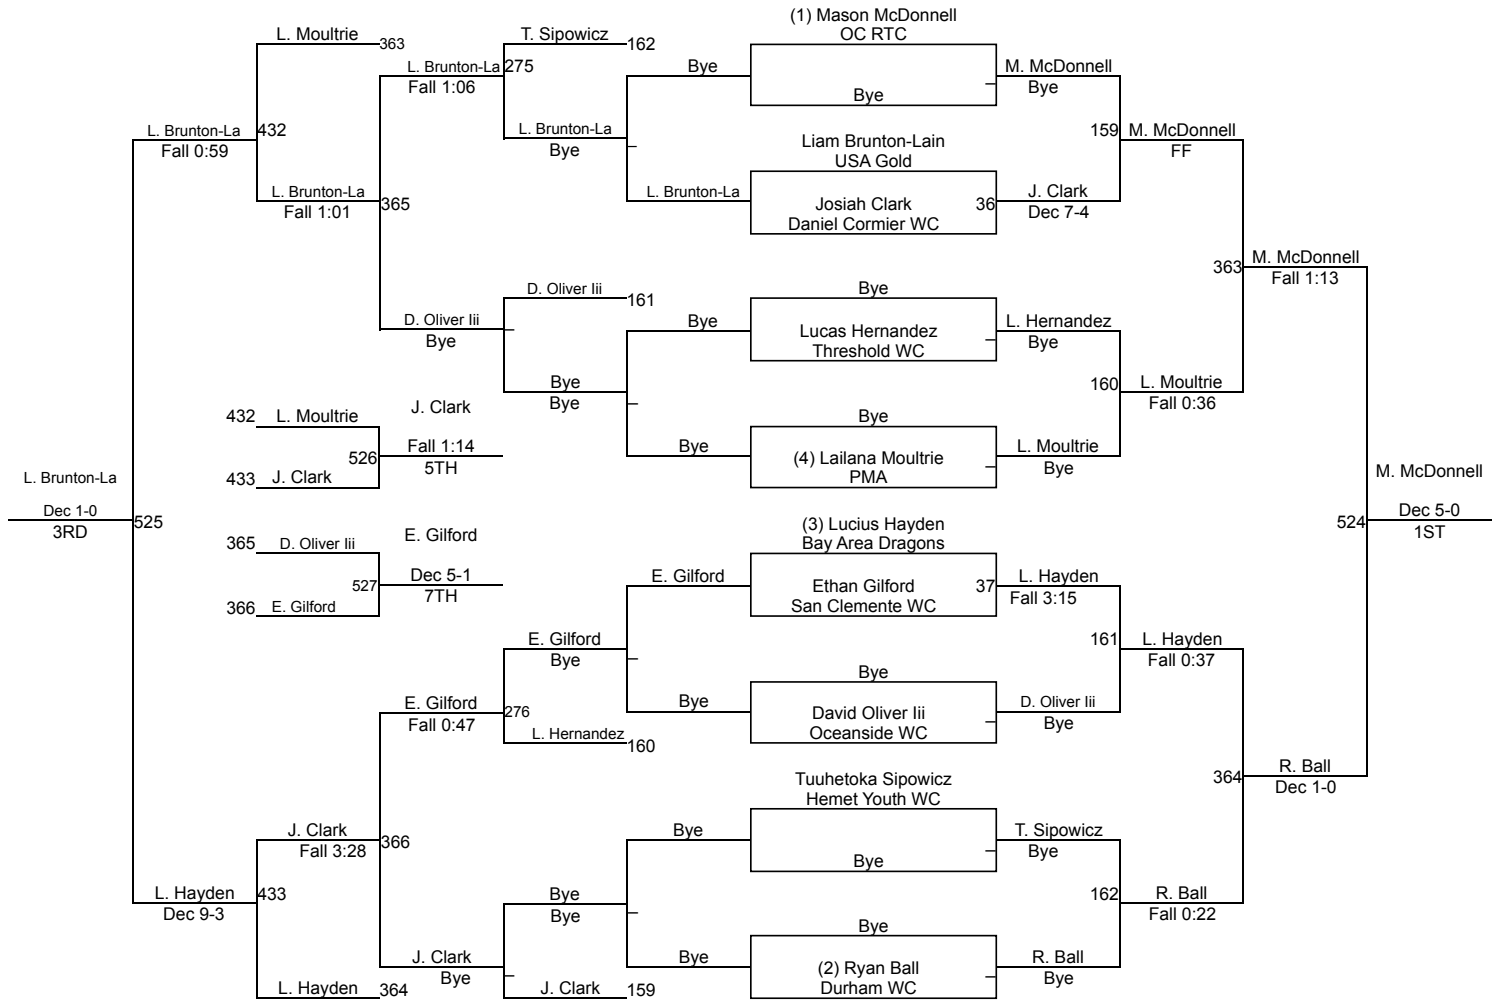 (1) Mason McDonnell
OC RTC
L. Moultrie 363
T. Sipowicz 162
L. Brunton-La 275
Fall 1:06
Bye
Bye
M. McDonnell
Bye
L. Brunton-La 432
Fall 0:59
L. Brunton-La
Bye
Liam Brunton-Lain
USA Gold
159 M. McDonnell
FF
L. Brunton-La 365
Fall 1:01
L. Brunton-La
Josiah Clark 36
Daniel Cormier WC
J. Clark
Dec 7-4
363 M. McDonnell
Fall 1:13
D. Oliver Iii 161
Bye
D. Oliver Iii
Bye
Bye
Lucas Hernandez
Threshold WC
L. Hernandez
Bye
Bye
Bye
160 L. Moultrie
Fall 0:36
432 L. Moultrie
J. Clark
Bye
526 Fall 1:14
5TH
Bye
(4) Lailana Moultrie
PMA
L. Moultrie
Bye
433 J. Clark
L. Brunton-La
Dec 1-0 525
3RD
M. McDonnell
524 Dec 5-0
1ST
365 D. Oliver Iii
E. Gilford
(3) Lucius Hayden
Bay Area Dragons
527 Dec 5-1
7TH
366 E. Gilford
E. Gilford
Ethan Gilford 37
San Clemente WC
L. Hayden
Fall 3:15
E. Gilford
Bye
161 L. Hayden
Fall 0:37
Bye
E. Gilford 276
Fall 0:47
Bye
David Oliver Iii
Oceanside WC
D. Oliver Iii
Bye
L. Hernandez 160
364 R. Ball
Dec 1-0
Tuuhetoka Sipowicz
Hemet Youth WC
J. Clark 366
Fall 3:28
Bye
Bye
T. Sipowicz
Bye
L. Hayden 433
Dec 9-3
Bye
Bye
162 R. Ball
Fall 0:22
Bye
J. Clark
Bye
Bye
(2) Ryan Ball
Durham WC
R. Ball
Bye
L. Hayden 364
J. Clark 159